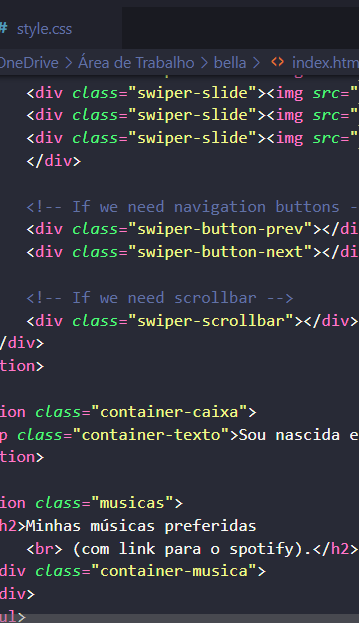 # style.css
OneDrive > Área de Trabalho > bella > <> index.htm
<div class="swiper-slide"><img src="
<div class="swiper-slide"><img src="
<div class="swiper-slide"><img src="
</div>
<!-- If we need navigation buttons -
<div class="swiper-button-prev"></di
<div class="swiper-button-next"></di
<!-- If we need scrollbar -->
<div class="swiper-scrollbar"></div>
/div>
tion>
ion class="container-caixa">
p class="container-texto">Sou nascida e
tion>
ion class="musicas">
h2>Minhas músicas preferidas
<br> (com link para o spotify).</h2>
div class="container-musica">
div>
ul>